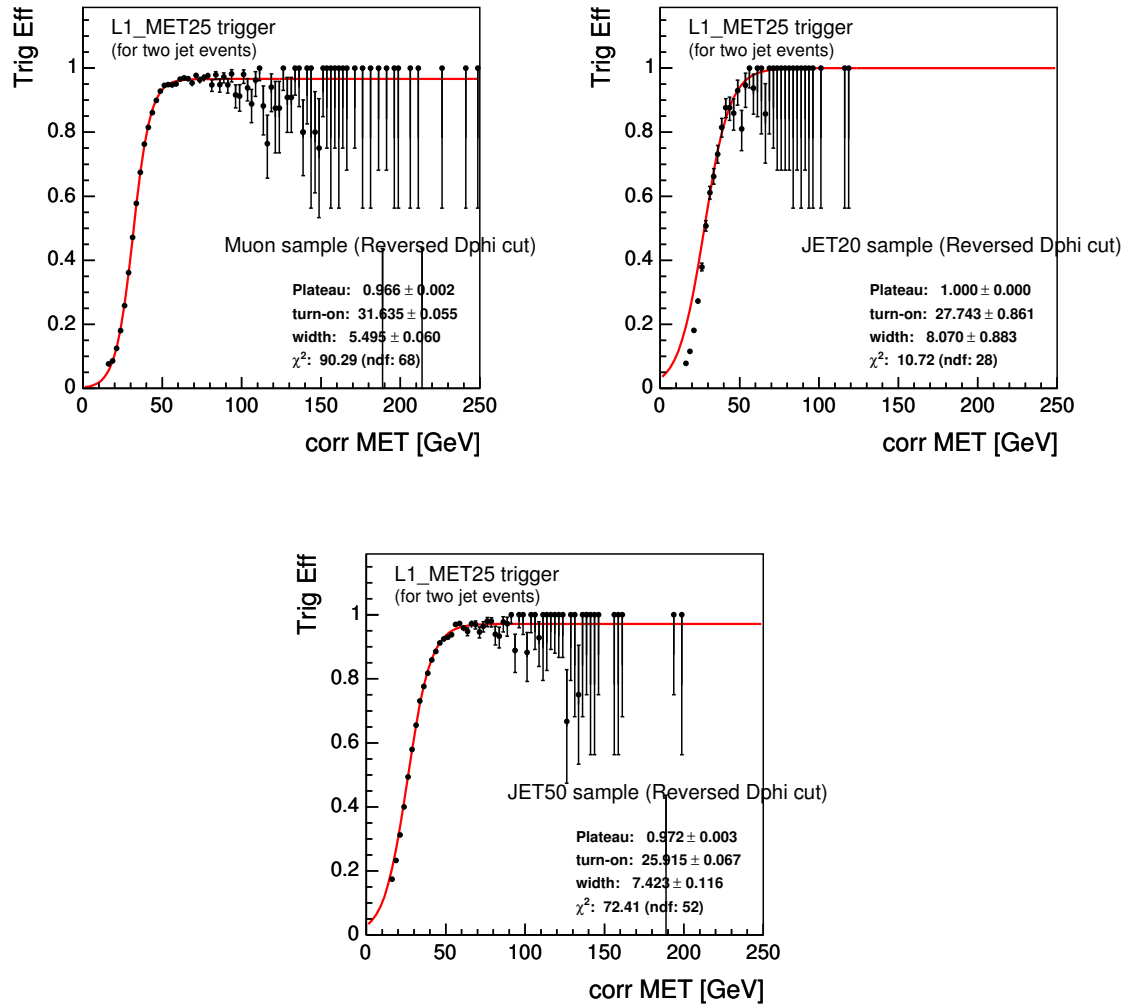 L1_MET25 trigger
(for two jet events)
Trig Eff
1
0.8
0.6
0.4
0.2
0
Muon sample (Reversed Dphi cut)
Plateau: 0.966 ± 0.002
turn-on: 31.635 ± 0.055
width: 5.495 ± 0.060
χ²: 90.29 (ndf: 68)
0 50 100 150 200 250
corr MET [GeV]
L1_MET25 trigger
(for two jet events)
Trig Eff
1
0.8
0.6
0.4
0.2
0
JET20 sample (Reversed Dphi cut)
Plateau: 1.000 ± 0.000
turn-on: 27.743 ± 0.861
width: 8.070 ± 0.883
χ²: 10.72 (ndf: 28)
0 50 100 150 200 250
corr MET [GeV]
L1_MET25 trigger
(for two jet events)
Trig Eff
1
0.8
0.6
0.4
0.2
0
JET50 sample (Reversed Dphi cut)
Plateau: 0.972 ± 0.003
turn-on: 25.915 ± 0.067
width: 7.423 ± 0.116
χ²: 72.41 (ndf: 52)
0 50 100 150 200 250
corr MET [GeV]